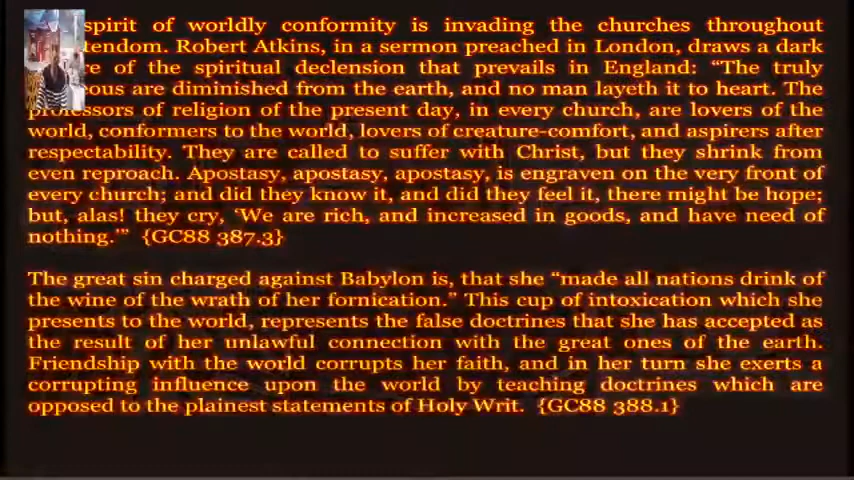 spirit of worldly conformity is invading the churches throughout
tendom. Robert Atkins, in a sermon preached in London, draws a dark
e of the spiritual declension that prevails in England: “The truly
eous are diminished from the earth, and no man layeth it to heart. The
professors of religion of the present day, in every church, are lovers of the
world, conformers to the world, lovers of creature-comfort, and aspirers after
respectability. They are called to suffer with Christ, but they shrink from
even reproach. Apostasy, apostasy, apostasy, is engraven on the very front of
every church; and did they know it, and did they feel it, there might be hope;
but, alas! they cry, ‘We are rich, and increased in goods, and have need of
nothing.’” {GC88 387.3}
The great sin charged against Babylon is, that she “made all nations drink of
the wine of the wrath of her fornication.” This cup of intoxication which she
presents to the world, represents the false doctrines that she has accepted as
the result of her unlawful connection with the great ones of the earth.
Friendship with the world corrupts her faith, and in her turn she exerts a
corrupting influence upon the world by teaching doctrines which are
opposed to the plainest statements of Holy Writ. {GC88 388.1}